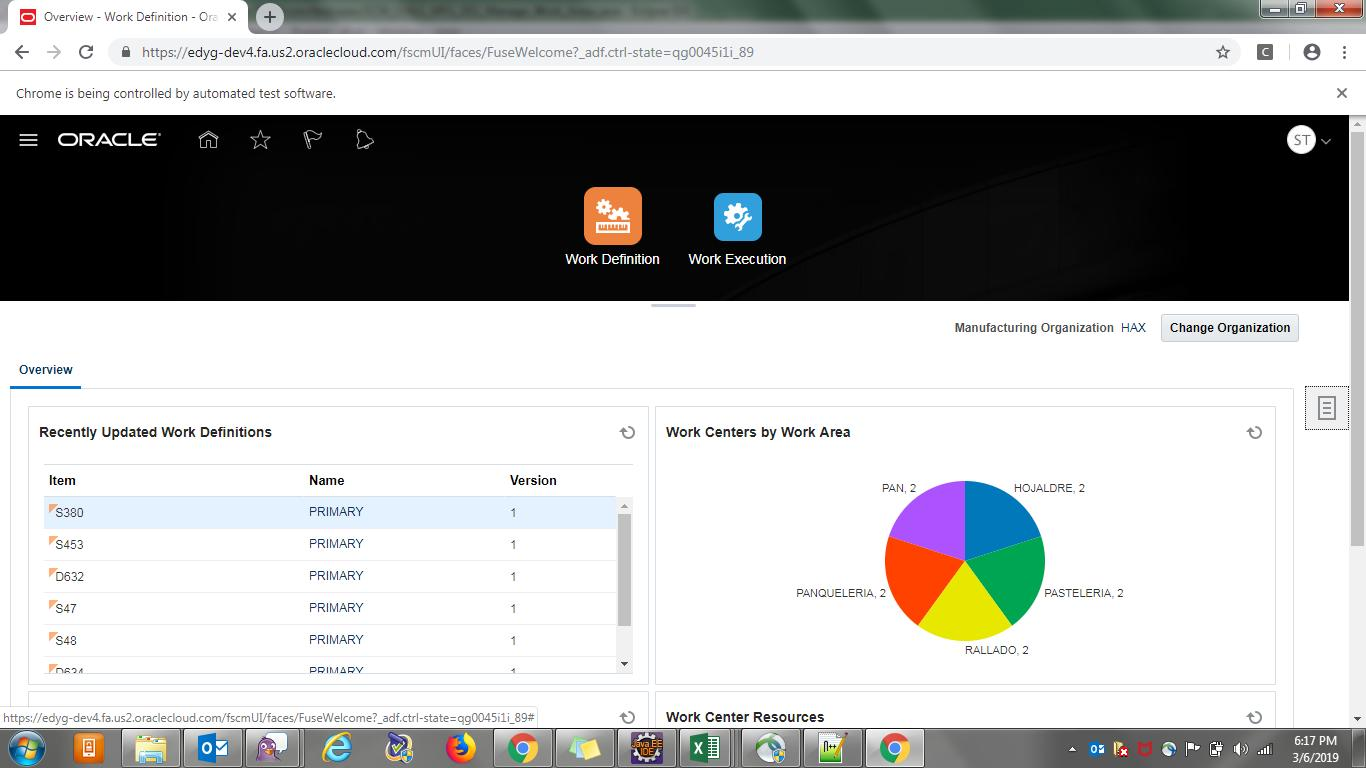 Overview - Work Definition - Ora
https://edyg-dev4.fa.us2.oraclecloud.com/fscmUI/faces/FuseWelcome?_adf.ctrl-state=qg0045i1i_89
C
Chrome is being controlled by automated test software.
ORACLE
ST
Work Definition
Work Execution
Manufacturing Organization HAX
Change Organization
Overview
Recently Updated Work Definitions
Item Name Version
S380 PRIMARY 1
S453 PRIMARY 1
D632 PRIMARY 1
S47 PRIMARY 1
S48 PRIMARY 1
D634 PRIMARY 1
Work Centers by Work Area
PAN, 2
HOJALDRE, 2
PANQUELERIA, 2
PASTELERIA, 2
RALLADO, 2
Work Center Resources
https://edyg-dev4.fa.us2.oraclecloud.com/fscmUI/faces/FuseWelcome?_adf.ctrl-state=qg0045i1i_89#
Java EE
IDE
6:17 PM
3/6/2019